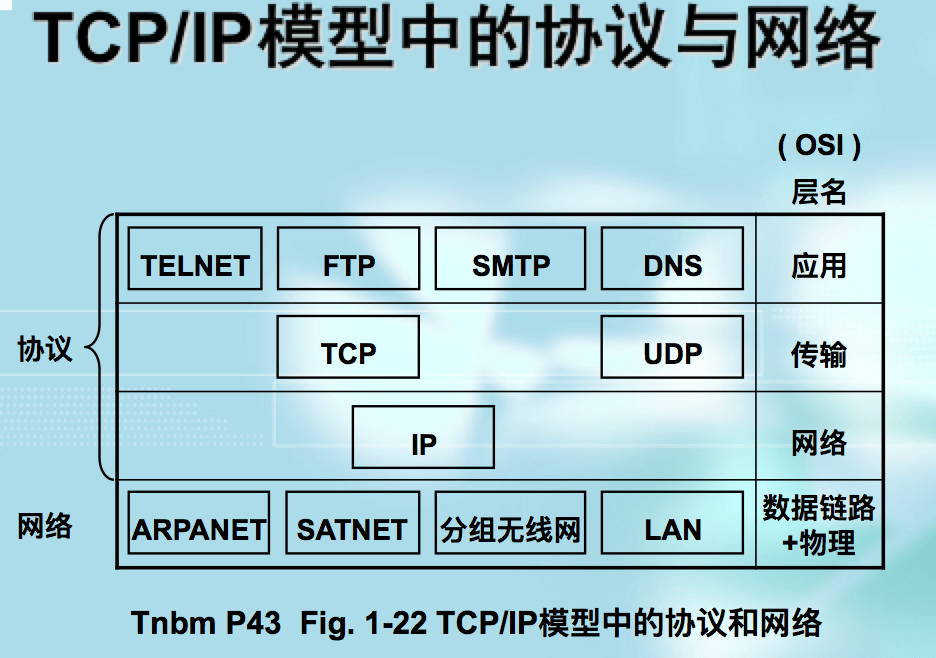 TCP/IP模型中的协议与网络
( OSI )
层名
TELNET FTP SMTP DNS 应用
协议 TCP UDP 传输
IP 网络
网络 ARPANET SATNET 分组无线网 LAN 数据链路
+物理
Tnbm P43 Fig. 1-22 TCP/IP模型中的协议和网络